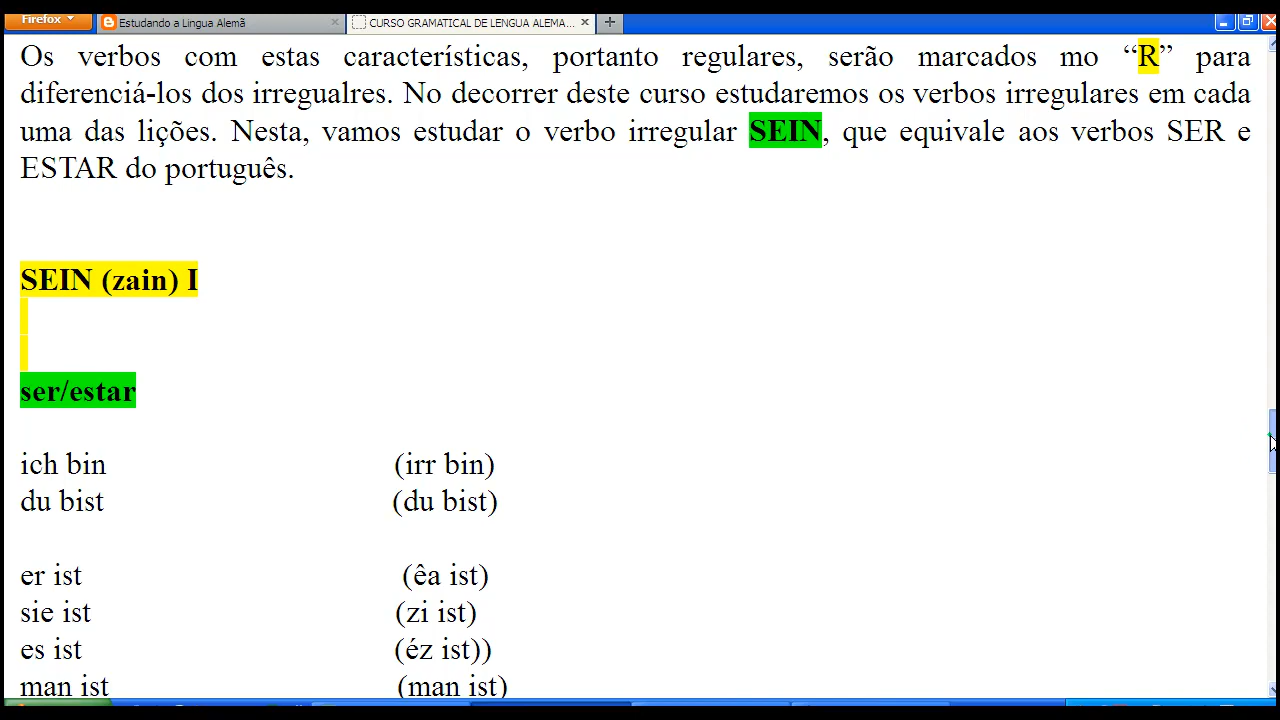 Firefox
Estudando a Lingua Alemã
CURSO GRAMATICAL DE LENGUA ALEMA...
Os verbos com estas características, portanto regulares, serão marcados mo “R” para
diferenciá-los dos irregualres. No decorrer deste curso estudaremos os verbos irregulares em cada
uma das lições. Nesta, vamos estudar o verbo irregular SEIN, que equivale aos verbos SER e
ESTAR do português.
SEIN (zain) I
ser/estar
ich bin (irr bin)
du bist (du bist)
er ist (êa ist)
sie ist (zi ist)
es ist (éz ist))
man ist (man ist)